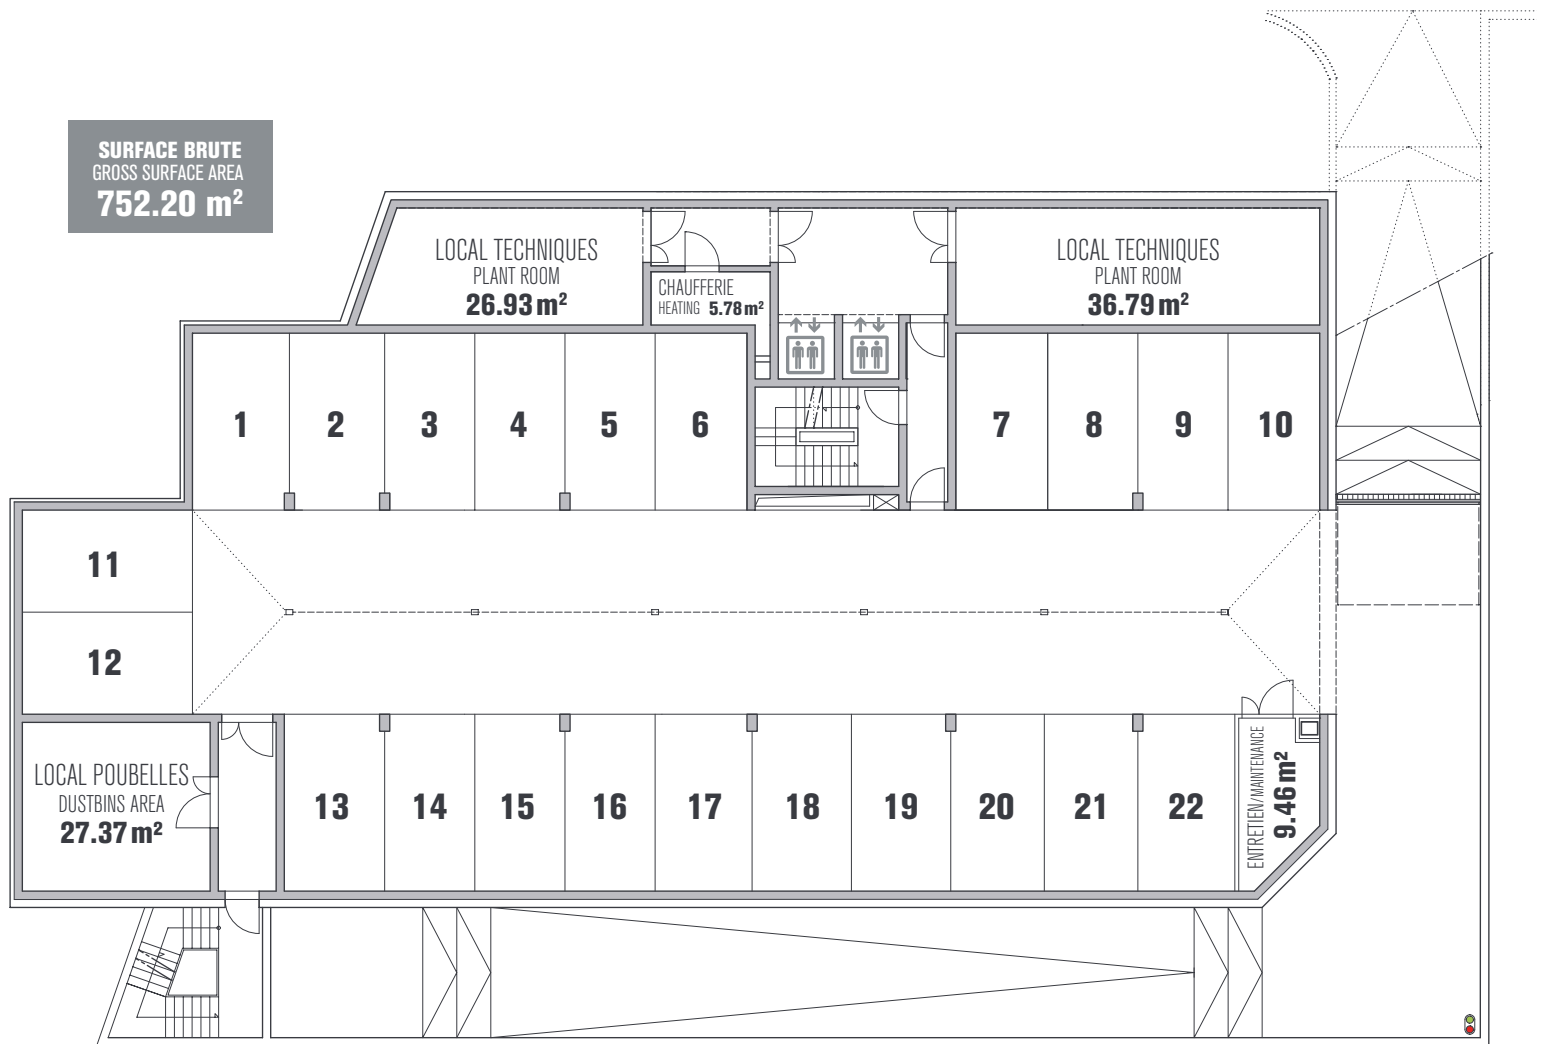 SURFACE BRUTE
GROSS SURFACE AREA
752.20 m²
LOCAL TECHNIQUES
PLANT ROOM
26.93 m²
CHAUFFERIE
HEATING 5.78 m²
LOCAL TECHNIQUES
PLANT ROOM
36.79 m²
1
2
3
4
5
6
7
8
9
10
11
12
LOCAL POUBELLES
DUSTBINS AREA
27.37 m²
13
14
15
16
17
18
19
20
21
22
ENTRETIEN/MAINTENANCE
9.46 m²